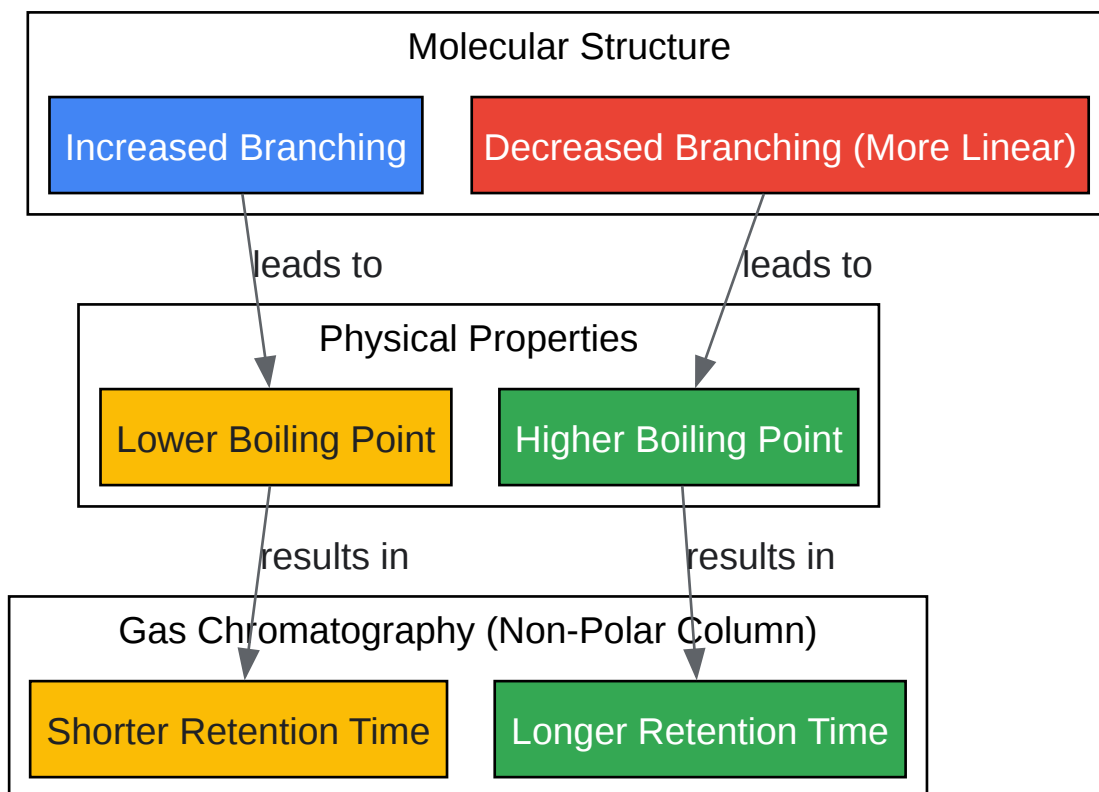 Molecular Structure
Increased Branching
Decreased Branching (More Linear)
leads to
leads to
Physical Properties
Lower Boiling Point
Higher Boiling Point
results in
results in
Gas Chromatography (Non-Polar Column)
Shorter Retention Time
Longer Retention Time